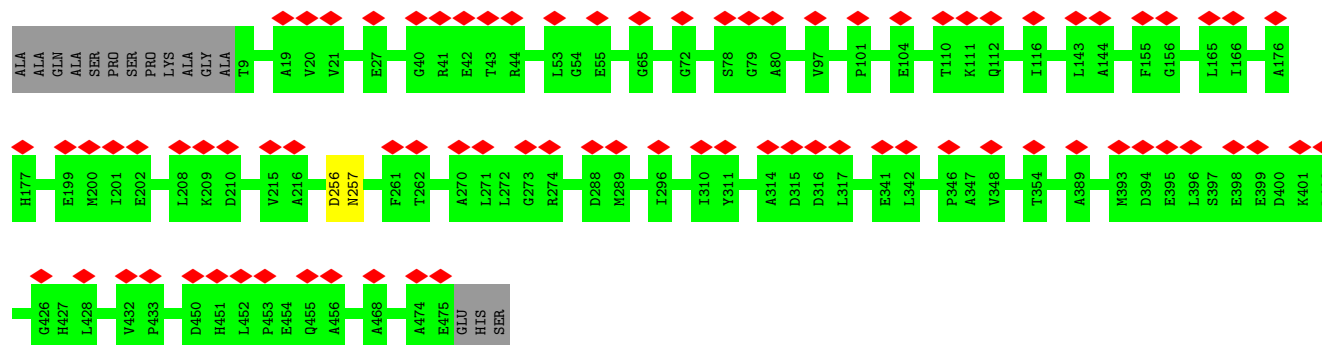 ALA ALA GLN ALA SER PRO SER PRO LYS ALA GLY ALA T9 A19 V20 V21 E27 G40 R41 E42 T43 R44 L53 G54 E55 G65 G72 S78 G79 A80 V97 P101 E104 T110 K111 Q112 I116 L143 A144 F155 G156 L165 I166 A176
H177 E199 M200 I201 E202 L208 K209 D210 V215 A216 D256 N257 F261 T262 A270 L271 L272 G273 R274 D288 M289 I296 I310 Y311 A314 D315 D316 L317 E341 L342 P346 A347 V348 T354 A389 M393 D394 E395 L396 S397 E398 E399 D400 K401
G426 H427 L428 V432 P433 D450 H451 L452 P453 E454 Q455 A456 A468 A474 E475 GLU HIS SER